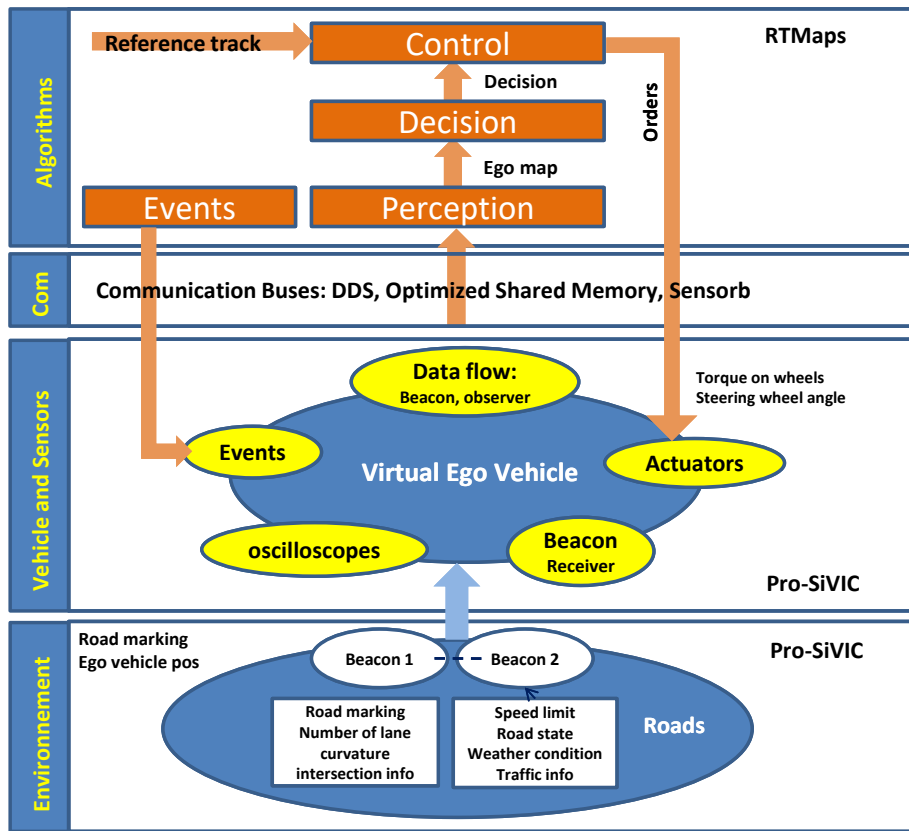 Algorithms
Reference track
Control
RTMaps
Decision
Orders
Decision
Ego map
Events
Perception
Com
Communication Buses: DDS, Optimized Shared Memory, Sensorb
Vehicle and Sensors
Data flow:
Beacon, observer
Torque on wheels
Steering wheel angle
Events
Virtual Ego Vehicle
Actuators
oscilloscopes
Beacon
Receiver
Pro-SiVIC
Environnement
Road marking
Ego vehicle pos
Pro-SiVIC
Beacon 1
Beacon 2
Roads
Road marking
Number of lane
curvature
intersection info
Speed limit
Road state
Weather condition
Traffic info